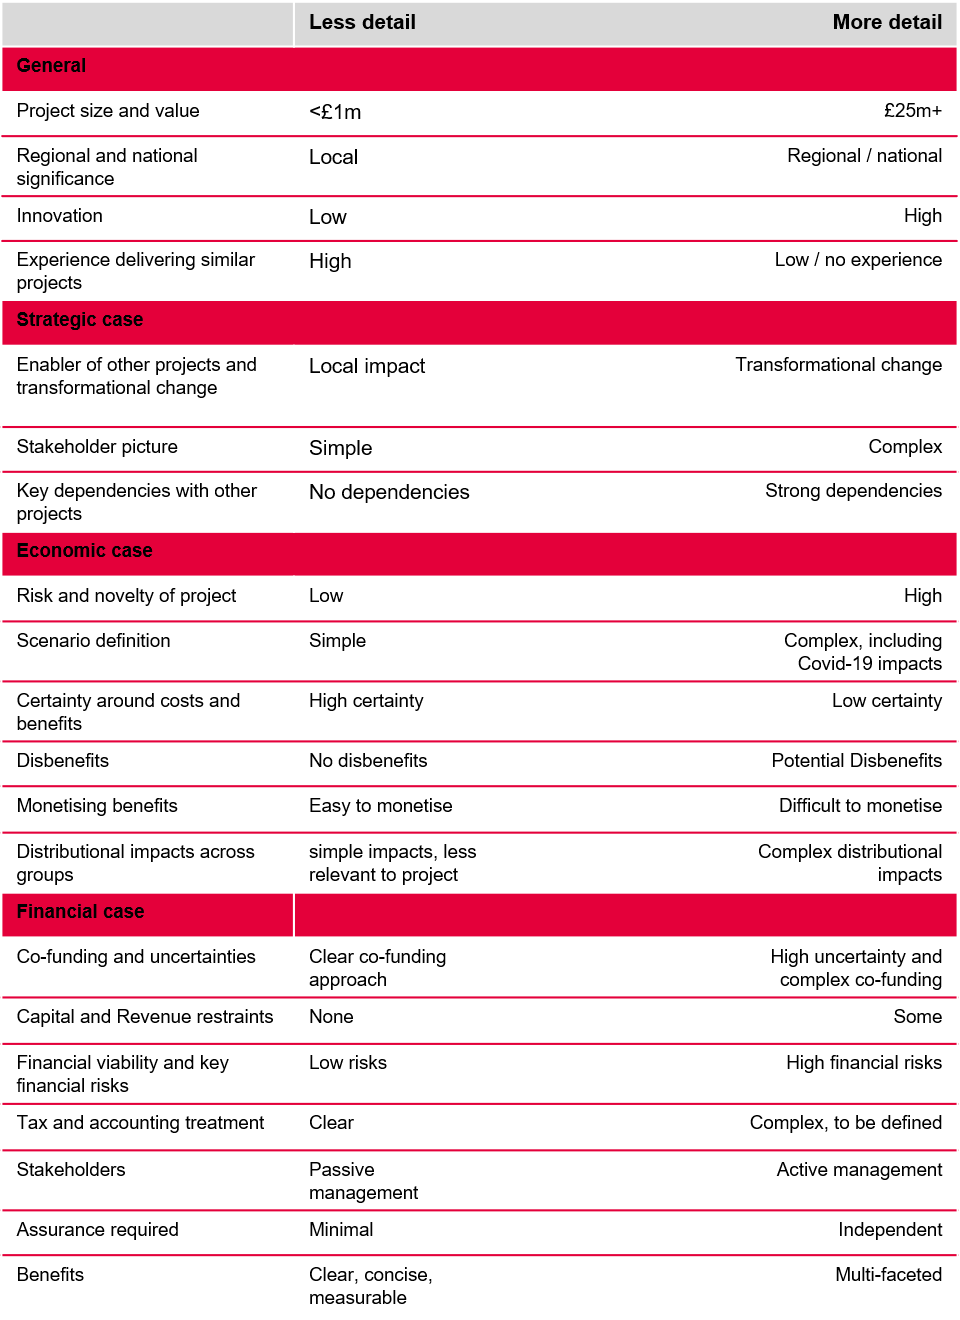 Less detail More detail
General
Project size and value <£1m £25m+
Regional and national Local Regional / national
significance
Innovation Low High
Experience delivering similar High Low / no experience
projects
Strategic case
Enabler of other projects and Local impact Transformational change
transformational change
Stakeholder picture Simple Complex
Key dependencies with other No dependencies Strong dependencies
projects
Economic case
Risk and novelty of project Low High
Scenario definition Simple Complex, including
Covid-19 impacts
Certainty around costs and High certainty Low certainty
benefits
Disbenefits No disbenefits Potential Disbenefits
Monetising benefits Easy to monetise Difficult to monetise
Distributional impacts across simple impacts, less Complex distributional
groups relevant to project impacts
Financial case
Co-funding and uncertainties Clear co-funding High uncertainty and
approach complex co-funding
Capital and Revenue restraints None Some
Financial viability and key Low risks High financial risks
financial risks
Tax and accounting treatment Clear Complex, to be defined
Stakeholders Passive Active management
management
Assurance required Minimal Independent
Benefits Clear, concise, Multi-faceted
measurable